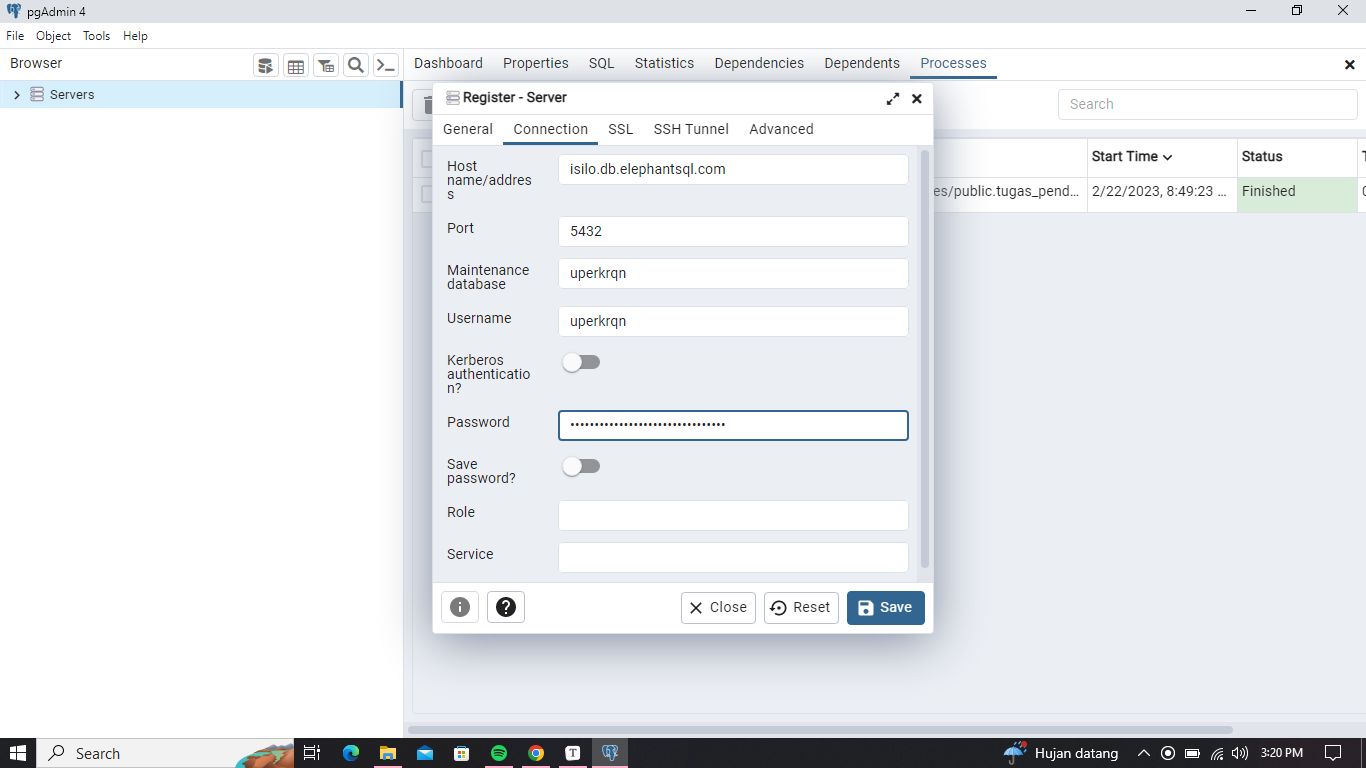 pgAdmin 4
File Object Tools Help
Browser
Dashboard Properties SQL Statistics Dependencies Dependents Processes
Servers
Register - Server
Search
General Connection SSL SSH Tunnel Advanced
Start Time Status
Host name/addres
s
isilo.db.elephantsql.com
es/public.tugas_pend... 2/22/2023, 8:49:23 ... Finished
Port 5432
Maintenance
database
uperkrqn
Username uperkrqn
Kerberos
authenticatio
n?
Password ••••••••••••••••••••••••••••••••
Save
password?
Role
Service
Close Reset Save
Search
Hujan datang
3:20 PM